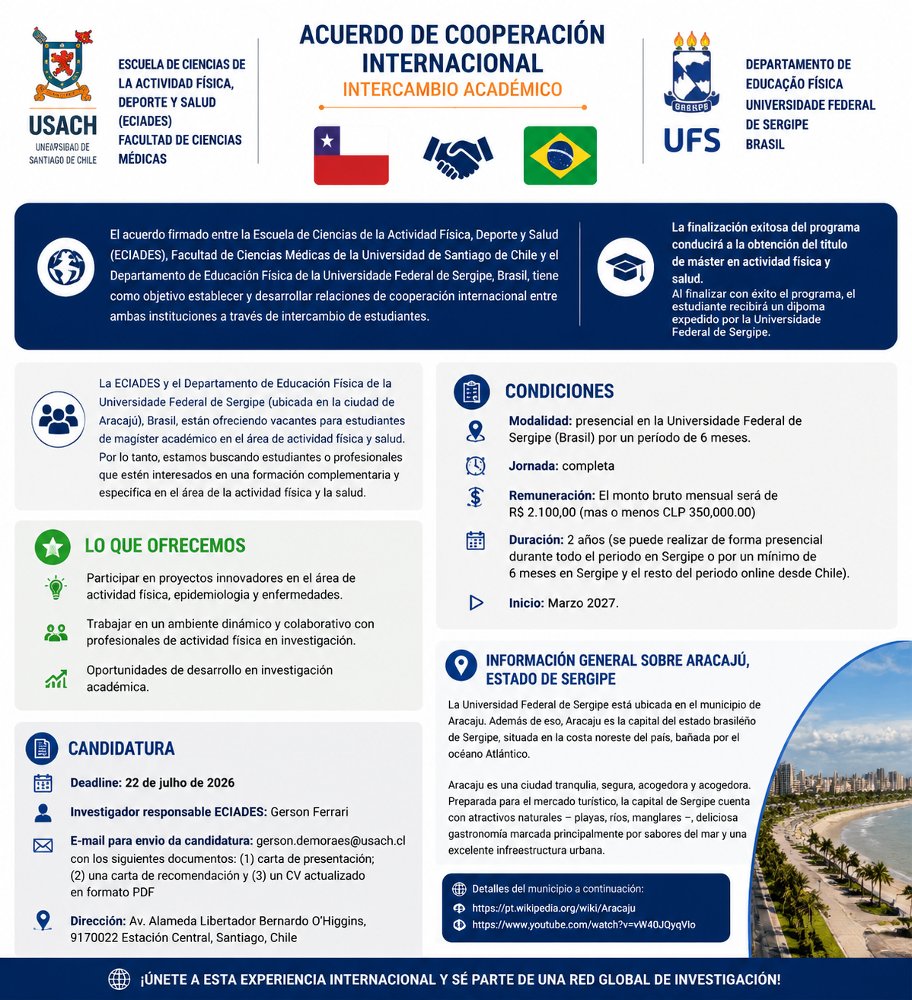 USACH
UNEARSIBAD DE
SANTIAGO DE CHILE
ESCUELA DE CIENCIAS DE
LA ACTIVIDAD FÍSICA,
DEPORTE Y SALUD
(ECIADES)
FACULTAD DE CIENCIAS
MÉDICAS
ACUERDO DE COOPERACIÓN
INTERNACIONAL
INTERCAMBIO ACADÉMICO
UFS
DEPARTAMENTO DE
EDUCAÇÃO FÍSICA
UNIVERSIDADE FEDERAL
DE SERGIPE
BRASIL
El acuerdo firmado entre la Escuela de Ciencias de la Actividad Física, Deporte y Salud
(ECIADES), Facultad de Ciencias Médicas de la Universidad de Santiago de Chile y el
Departamento de Educación Física de la Universidade Federal de Sergipe, Brasil, tiene
como objetivo establecer y desarrollar relaciones de cooperación internacional entre
ambas instituciones a través de intercambio de estudiantes.
La finalización exitosa del programa
conducirá a la obtención del titulo
de máster en actividad física y
salud.
Al finalizar con éxito el programa, el
estudiante recibirá un diploma
expedido por la Universidade
Federal de Sergipe.
La ECIADES y el Departamento de Educación Física de la
Universidade Federal de Sergipe (ubicada en la ciudad de
Aracajú), Brasil, están ofreciendo vacantes para estudiantes
de magíster académico en el área de actividad física y salud.
Por lo tanto, estamos buscando estudiantes o profesionales
que estén interesados en una formación complementaria y
especifica en el área de la actividad física y la salud.
LO QUE OFRECEMOS
Participar en proyectos innovadores en el área de
actividad física, epidemiologia y enfermedades.
Trabajar en un ambiente dinámico y colaborativo con
profesionales de actividad física en investigación.
Oportunidades de desarrollo en investigación
académica.
CANDIDATURA
Deadline: 22 de julho de 2026
Investigador responsable ECIADES: Gerson Ferrari
E-mail para envio da candidatura: gerson.demoraes@usach.cl
con los siguientes documentos: (1) carta de presentación;
(2) una carta de recomendación y (3) un CV actualizado
en formato PDF
Dirección: Av. Alameda Libertador Bernardo O'Higgins,
9170022 Estación Central, Santiago, Chile
CONDICIONES
Modalidad: presencial en la Universidade Federal de
Sergipe (Brasil) por un período de 6 meses.
Jornada: completa
Remuneración: El monto bruto mensual será de
R$ 2.100,00 (mas o menos CLP 350,000.00)
Duración: 2 años (se puede realizar de forma presencial
durante todo el periodo en Sergipe o por un mínimo de
6 meses en Sergipe y el resto del periodo online desde Chile).
Inicio: Marzo 2027.
INFORMACIÓN GENERAL SOBRE ARACAJÚ,
ESTADO DE SERGIPE
La Universidad Federal de Sergipe está ubicada en el municipio de
Aracaju. Además de eso, Aracaju es la capital del estado brasiléño
de Sergipe, situada en la costa noreste del país, bañada por el
océano Atlántico.
Aracaju es una ciudad tranqulia, segura, acogedora y acogedora.
Preparada para el mercado turístico, la capital de Sergipe cuenta
con atractivos naturales – playas, ríos, manglares –, deliciosa
gastronomía marcada principalmente por sabores del mar y una
excelente infreestructura urbana.
Detalles del municipio a continuación:
https://pt.wikipedia.org/wiki/Aracaju
https://www.youtube.com/watch?v=vW40JQyqVlo
¡ÚNETE A ESTA EXPERIENCIA INTERNACIONAL Y SÉ PARTE DE UNA RED GLOBAL DE INVESTIGACIÓN!